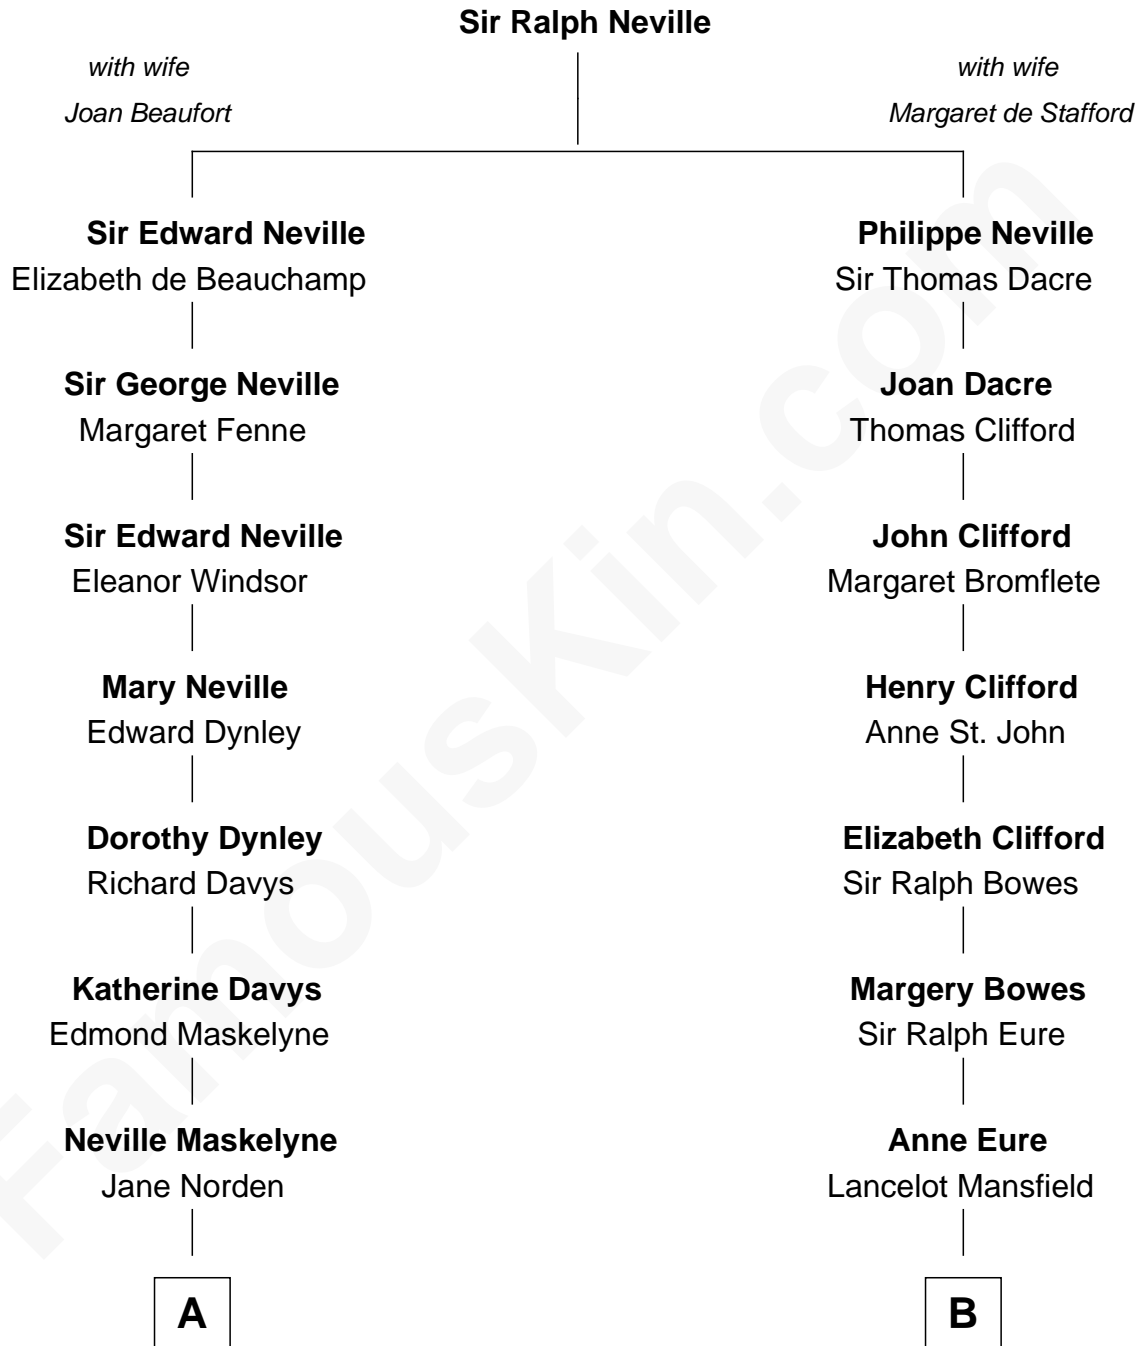 Sir Ralph Neville
with wife
Joan Beaufort
with wife
Margaret de Stafford
Sir Edward Neville
Elizabeth de Beauchamp
Philippe Neville
Sir Thomas Dacre
Sir George Neville
Margaret Fenne
Joan Dacre
Thomas Clifford
Sir Edward Neville
Eleanor Windsor
John Clifford
Margaret Bromflete
Mary Neville
Edward Dynley
Henry Clifford
Anne St. John
Dorothy Dynley
Richard Davys
Elizabeth Clifford
Sir Ralph Bowes
Katherine Davys
Edmond Maskelyne
Margery Bowes
Sir Ralph Eure
Neville Maskelyne
Jane Norden
Anne Eure
Lancelot Mansfield
A
B
FamousKin.com